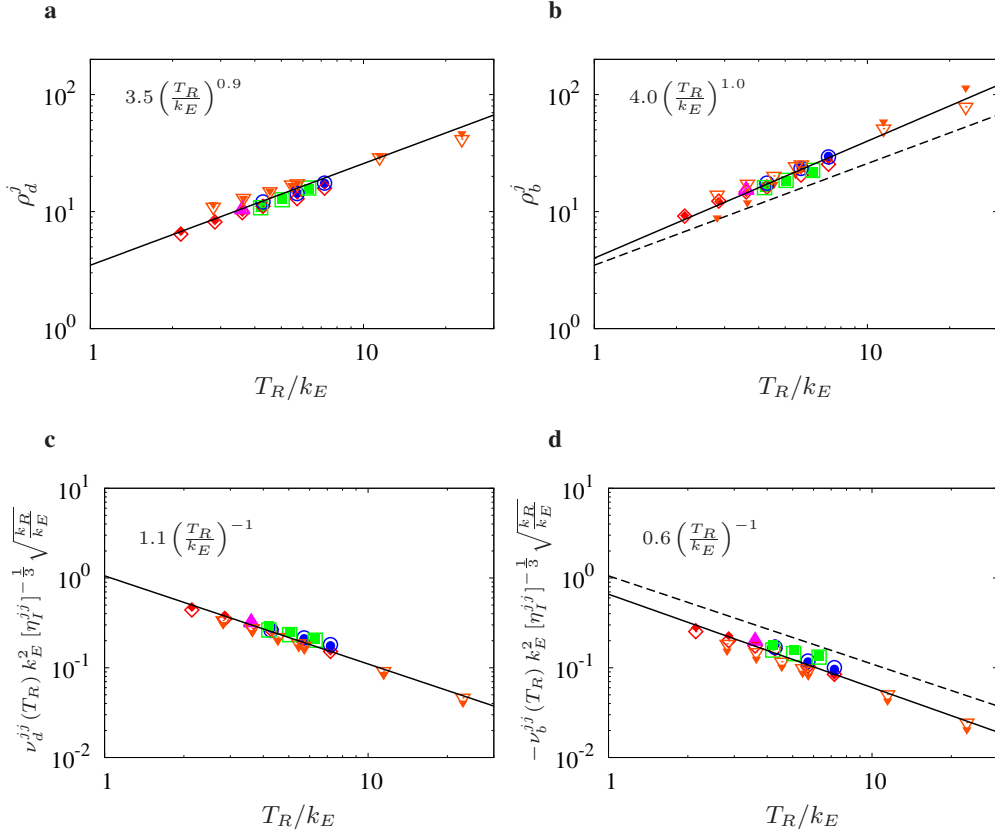 a
b
10^2
10^1
10^0
3.5 (T_R/k_E)^0.9
ρ_d^j
1
10
T_R/k_E
10^2
10^1
10^0
4.0 (T_R/k_E)^1.0
ρ_b^j
1
10
T_R/k_E
c
d
10^1
10^0
10^-1
10^-2
1.1 (T_R/k_E)^-1
ν_d^jj (T_R) k_E^2 [η_I^jj]^-1/3 √(k_R/k_E)
1
10
T_R/k_E
10^1
10^0
10^-1
10^-2
0.6 (T_R/k_E)^-1
−ν_b^jj (T_R) k_E^2 [η_I^jj]^-1/3 √(k_R/k_E)
1
10
T_R/k_E